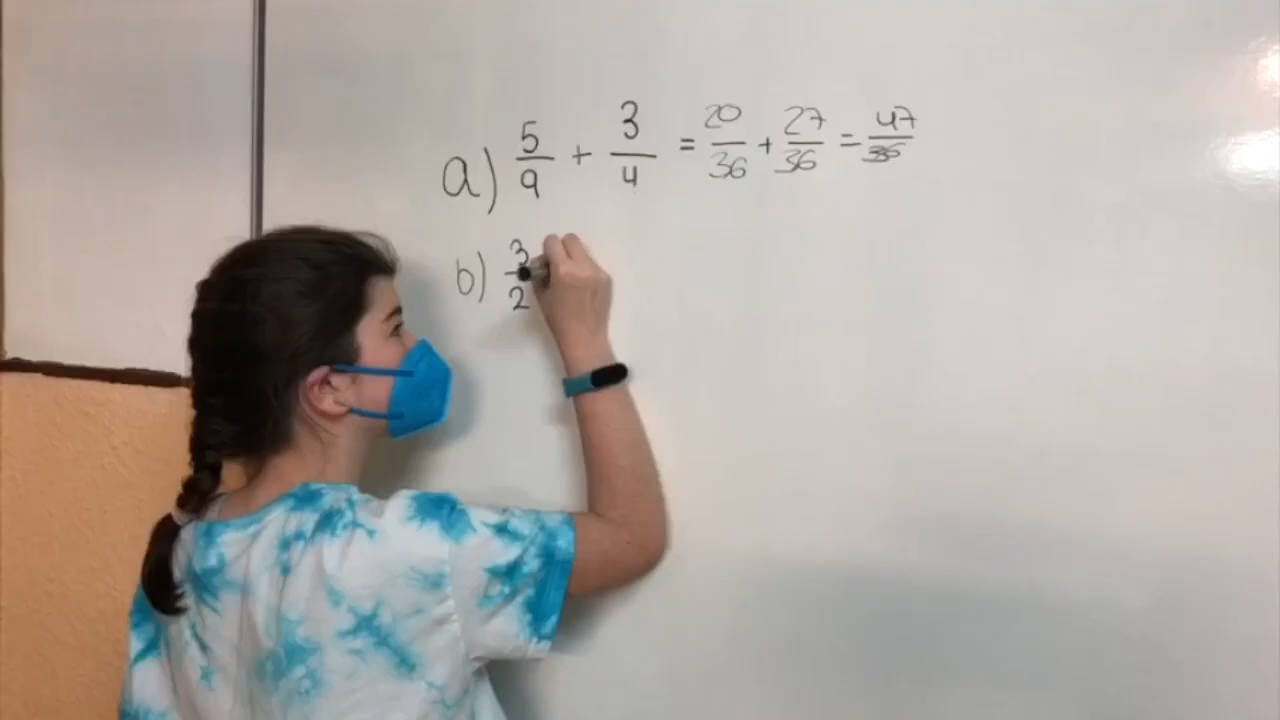 a) 5/9 + 3/4 = 20/36 + 27/36 = 47/36
b) 3/2